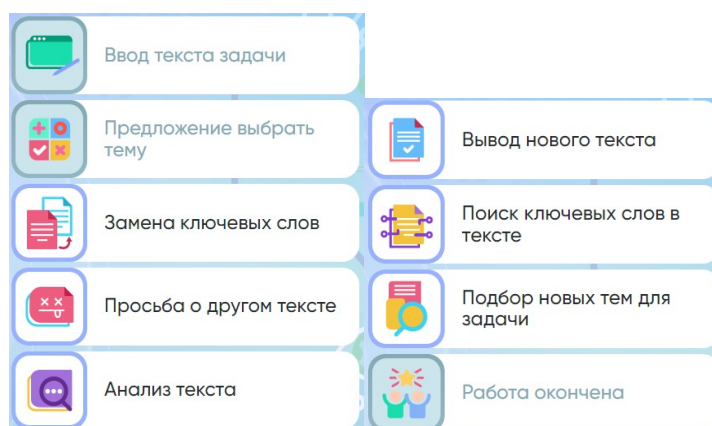 Ввод текста задачи
Предложение выбрать
тему
Замена ключевых слов
Просьба о другом тексте
Анализ текста
Вывод нового текста
Поиск ключевых слов в
тексте
Подбор новых тем для
задачи
Работа окончена